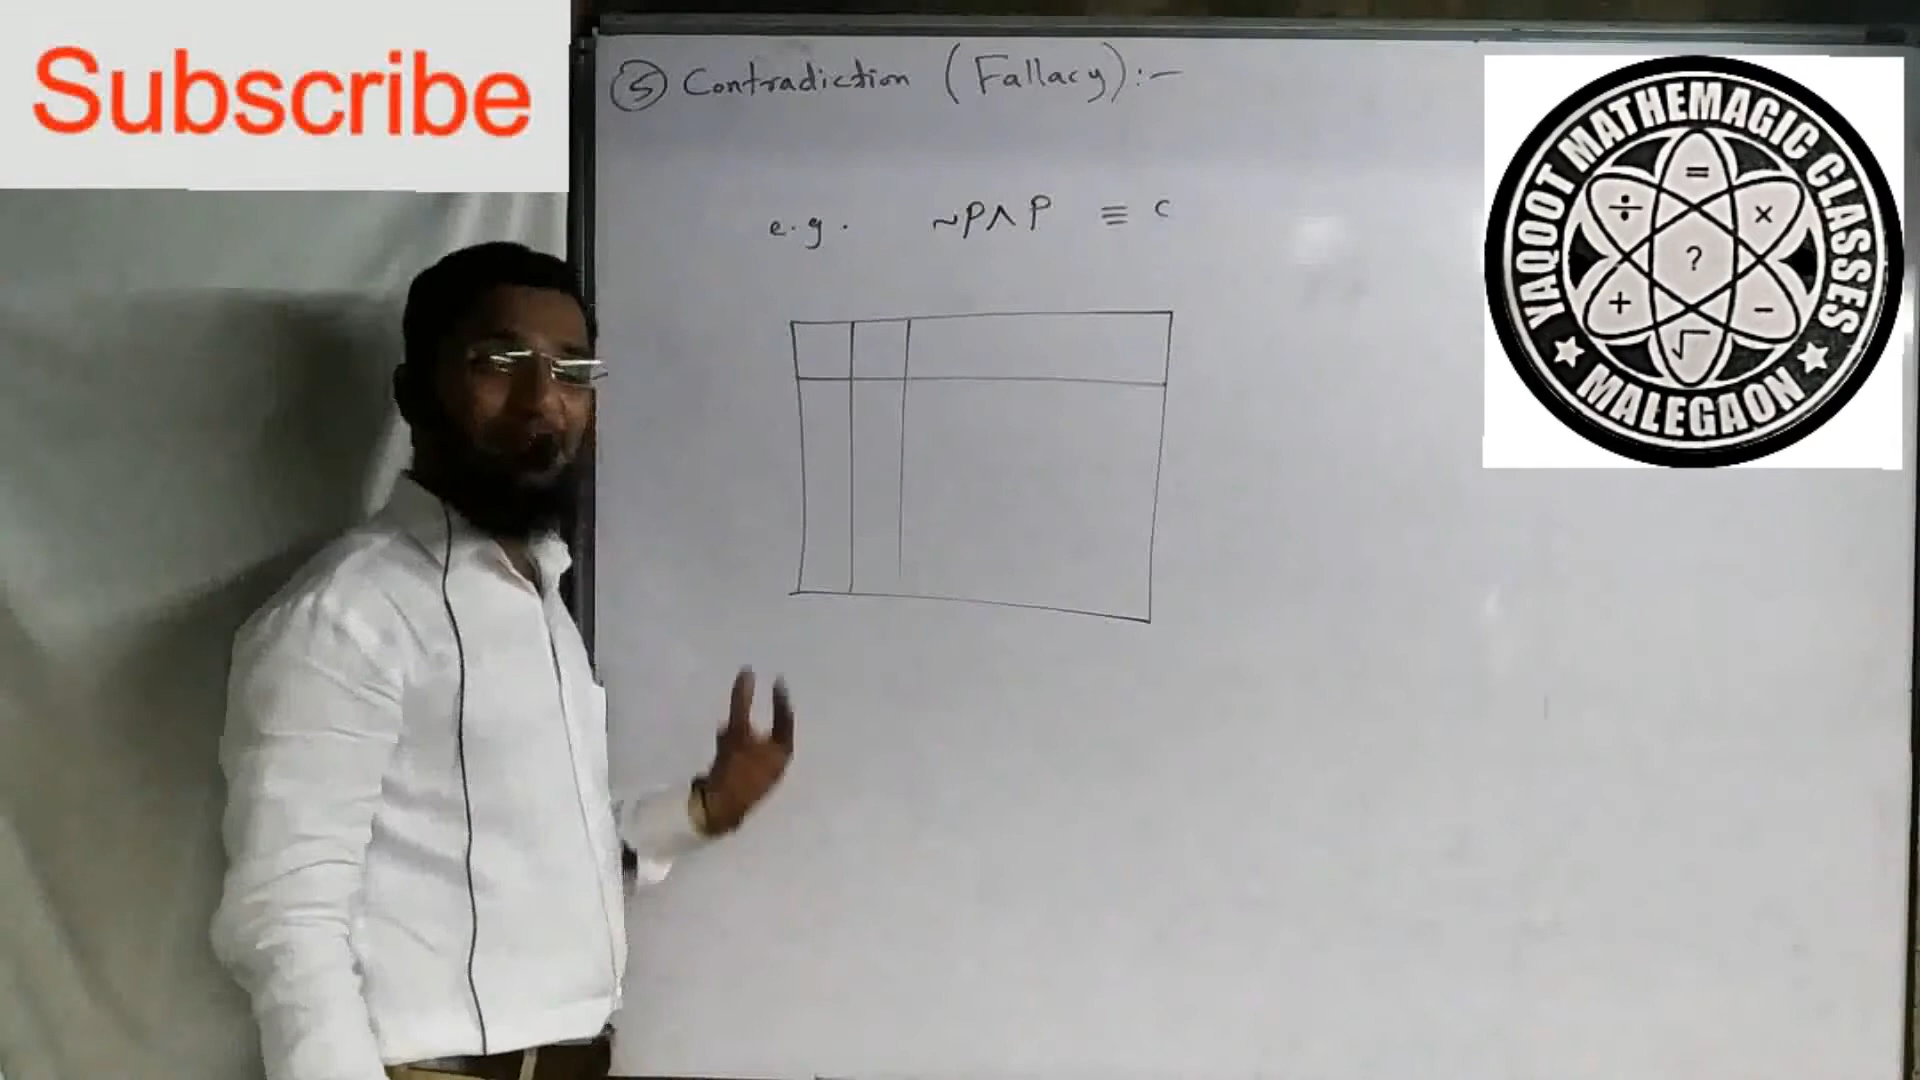 Subscribe
⑤ Contradiction (Fallacy):-
e.g. ~P∧P ≡ c
YAQOOT MATHEMAGIC CLASSES
MALEGAON
= ÷ × ? + - √